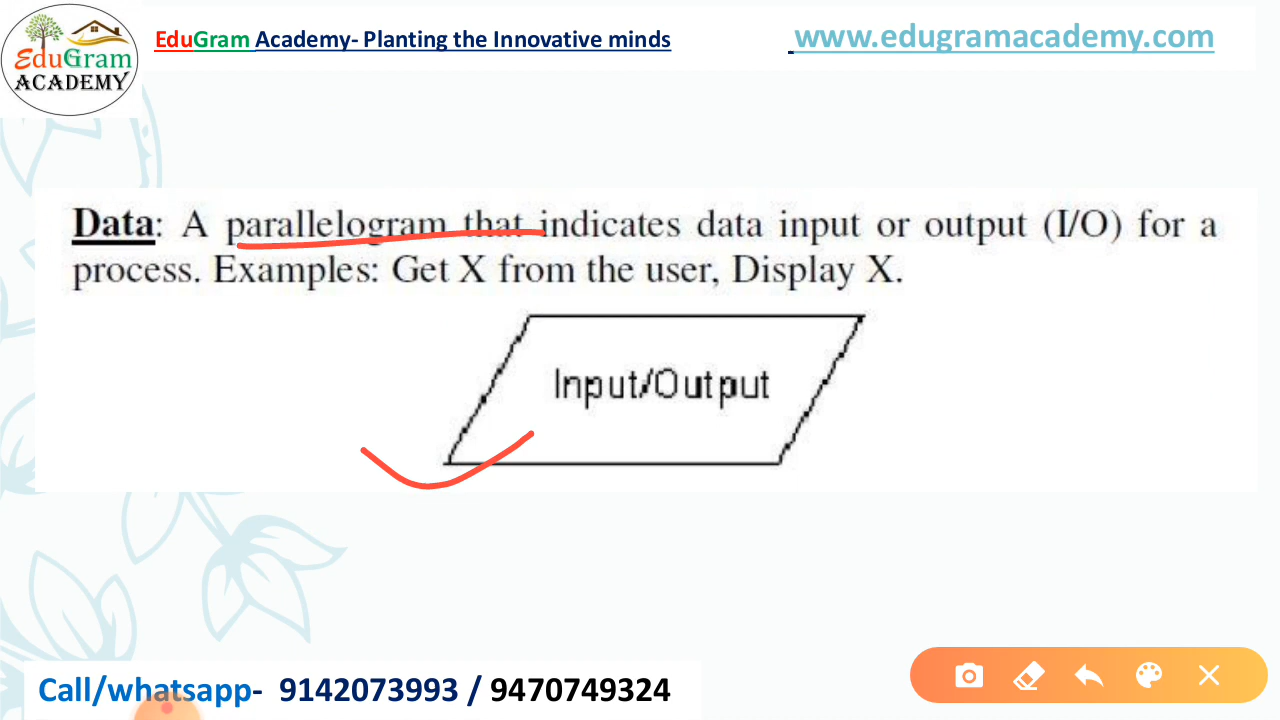 EduGram
ACADEMY
EduGram Academy- Planting the Innovative minds
www.edugramacademy.com
Data: A parallelogram that indicates data input or output (I/O) for a
process. Examples: Get X from the user, Display X.
Input/Output
Call/whatsapp- 9142073993 / 9470749324